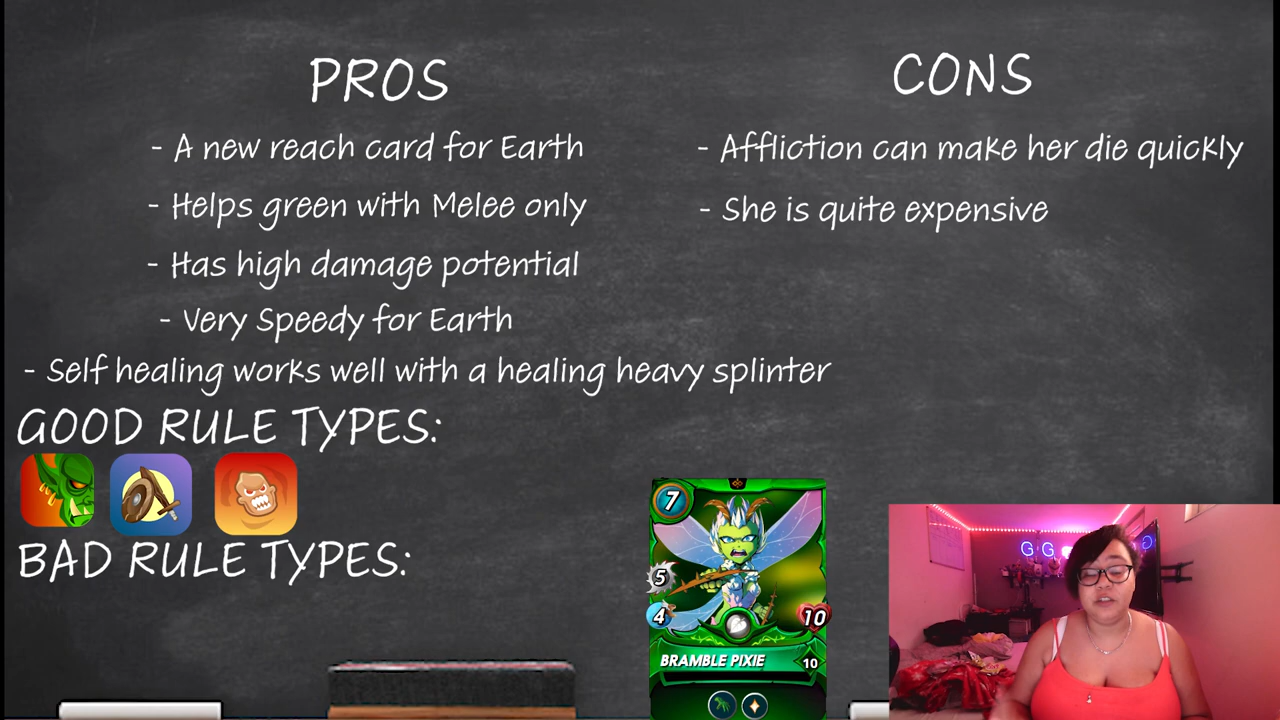 PROS
CONS
- A new reach card for Earth
- Affliction can make her die quickly
- Helps green with Melee only
- She is quite expensive
- Has high damage potential
- Very Speedy for Earth
- Self healing works well with a healing heavy splinter
GOOD RULE TYPES:
BAD RULE TYPES:
7
5
4
10
BRAMBLE PIXIE
10
GG